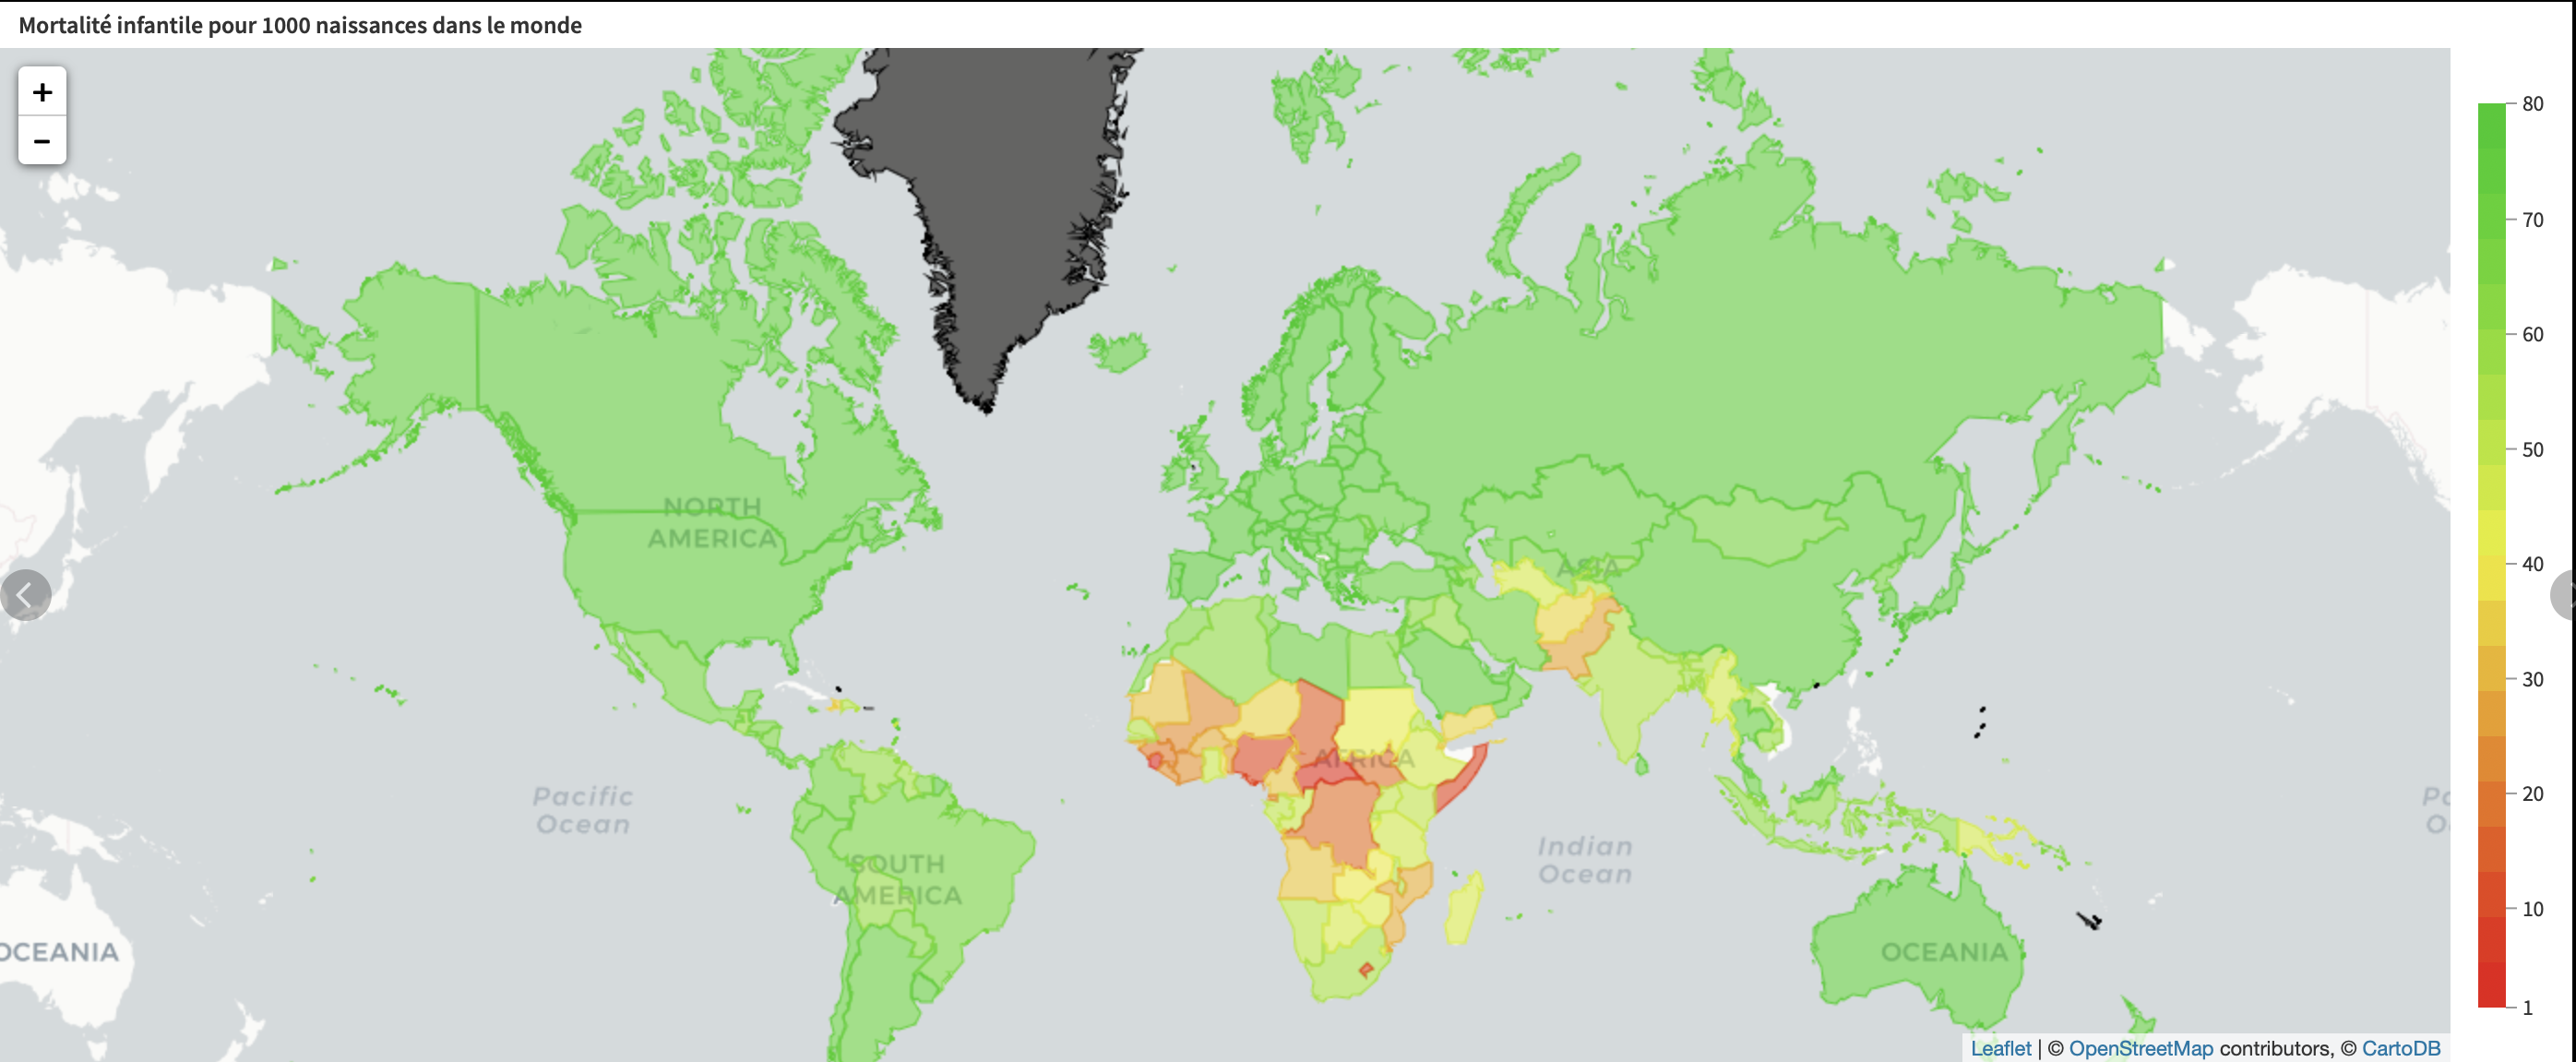 Mortalité infantile pour 1000 naissances dans le monde
+
−
80
70
60
50
40
30
20
10
1
NORTH
AMERICA
ASIA
AFRICA
Pacific
Ocean
SOUTH
AMERICA
Indian
Ocean
OCEANIA
OCEANIA
Leaflet | © OpenStreetMap contributors, © CartoDB